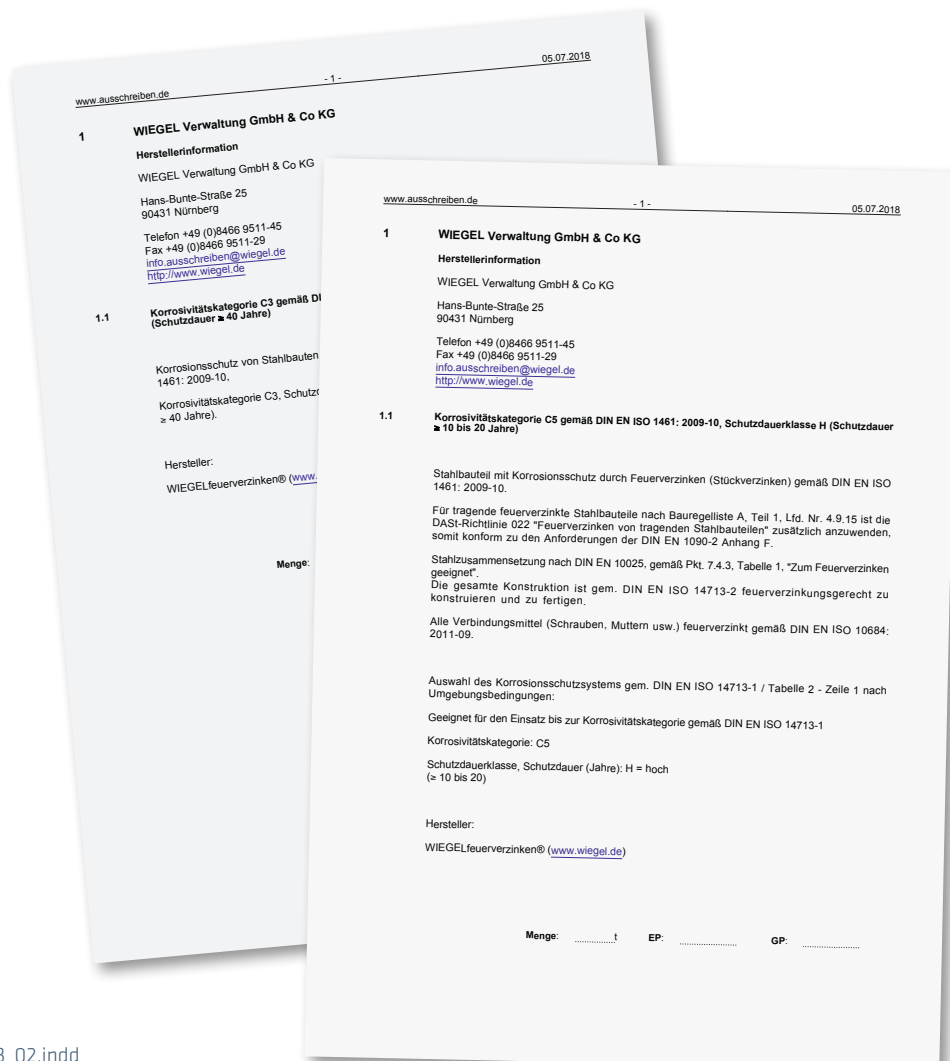 www.ausschreiben.de - 1 - 05.07.2018
1 WIEGEL Verwaltung GmbH & Co KG
Herstellerinformation
WIEGEL Verwaltung GmbH & Co KG
Hans-Bunte-Straße 25
90431 Nürnberg
Telefon +49 (0)8466 9511-45
Fax +49 (0)8466 9511-29
info.ausschreiben@wiegel.de
http://www.wiegel.de
1.1 Korrosivitätskategorie C3 gemäß
(Schutzdauer ≥ 40 Jahre)
Korrosionsschutz von Stahlbauten
1461: 2009-10,
Korrosivitätskategorie C3,
≥ 40 Jahre).
Hersteller:
WIEGELfeuerverzinken® (www.
Menge:
www.ausschreiben.de - 1 - 05.07.2018
1 WIEGEL Verwaltung GmbH & Co KG
Herstellerinformation
WIEGEL Verwaltung GmbH & Co KG
Hans-Bunte-Straße 25
90431 Nürnberg
Telefon +49 (0)8466 9511-45
Fax +49 (0)8466 9511-29
info.ausschreiben@wiegel.de
http://www.wiegel.de
1.1 Korrosivitätskategorie C5 gemäß DIN EN ISO 1461: 2009-10, Schutzdauerklasse H (Schutzdauer
≥ 10 bis 20 Jahre)
Stahlbauteil mit Korrosionsschutz durch Feuerverzinken (Stückverzinken) gemäß DIN EN ISO
1461: 2009-10.
Für tragende feuerverzinkte Stahlbauteile nach Bauregelliste A, Teil 1, Lfd. Nr. 4.9.15 ist die
DASt-Richtlinie 022 "Feuerverzinken von tragenden Stahlbauteilen" zusätzlich anzuwenden,
somit konform zu den Anforderungen der DIN EN 1090-2 Anhang F.
Stahlzusammensetzung nach DIN EN 10025, gemäß Pkt. 7.4.3, Tabelle 1, "Zum Feuerverzinken
geeignet".
Die gesamte Konstruktion ist gem. DIN EN ISO 14713-2 feuerverzinkungsgerecht zu
konstruieren und zu fertigen.
Alle Verbindungsmittel (Schrauben, Muttern usw.) feuerverzinkt gemäß DIN EN ISO 10684:
2011-09.
Auswahl des Korrosionsschutzsystems gem. DIN EN ISO 14713-1 / Tabelle 2 - Zeile 1 nach
Umgebungsbedingungen:
Geeignet für den Einsatz bis zur Korrosivitätskategorie gemäß DIN EN ISO 14713-1
Korrosivitätskategorie: C5
Schutzdauerklasse, Schutzdauer (Jahre): H = hoch
(≥ 10 bis 20)
Hersteller:
WIEGELfeuerverzinken® (www.wiegel.de)
Menge: ................t EP: ....................... GP: .......................
_02.indd